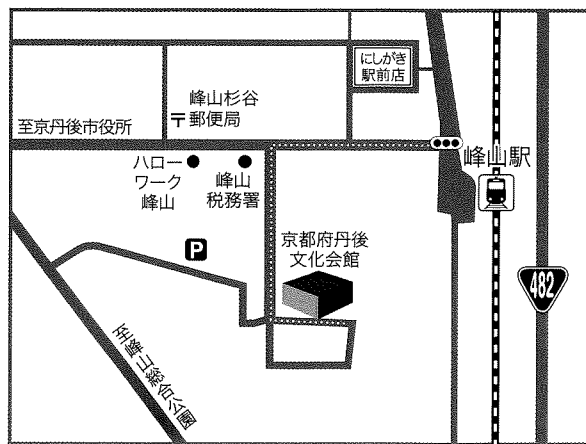 にしがき
駅前店
峰山杉谷
〒郵便局
至京丹後市役所
峰山駅
ハロー
ワーク
峰山
峰山
税務署
P
京都府丹後
文化会館
482
至峰山総合公園